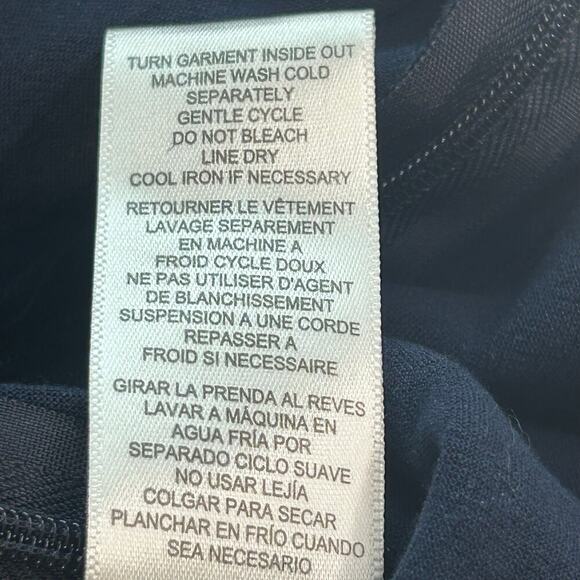 TURN GARMENT INSIDE OUT
MACHINE WASH COLD
SEPARATELY
GENTLE CYCLE
DO NOT BLEACH
LINE DRY
COOL IRON IF NECESSARY
RETOURNER LE VÊTEMENT
LAVAGE SEPAREMENT
EN MACHINE A
FROID CYCLE DOUX
NE PAS UTILISER D'AGENT
DE BLANCHISSEMENT
SUSPENSION A UNE CORDE
REPASSER A
FROID SI NECESSAIRE
GIRAR LA PRENDA AL REVES
LAVAR A MÁQUINA EN
AGUA FRÍA POR
SEPARADO CICLO SUAVE
NO USAR LEJÍA
COLGAR PARA SECAR
PLANCHAR EN FRÍO CUANDO
SEA NECESARIO